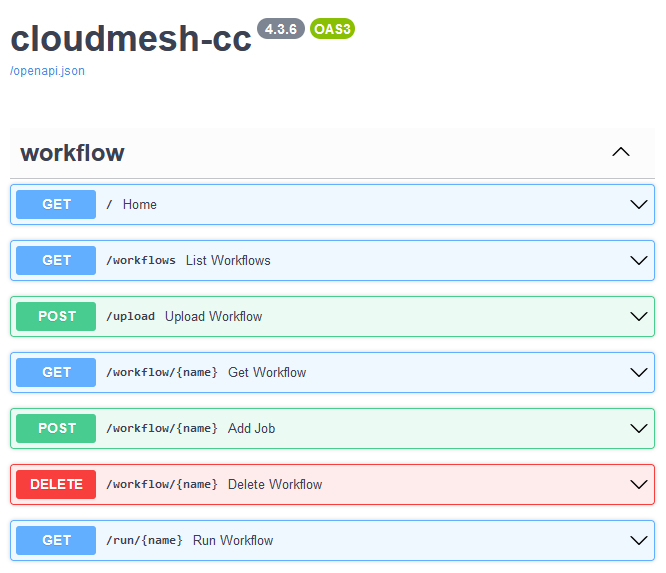 cloudmesh-cc 4.3.6 OAS3
/openapi.json
workflow
GET / Home
GET /workflows List Workflows
POST /upload Upload Workflow
GET /workflow/{name} Get Workflow
POST /workflow/{name} Add Job
DELETE /workflow/{name} Delete Workflow
GET /run/{name} Run Workflow